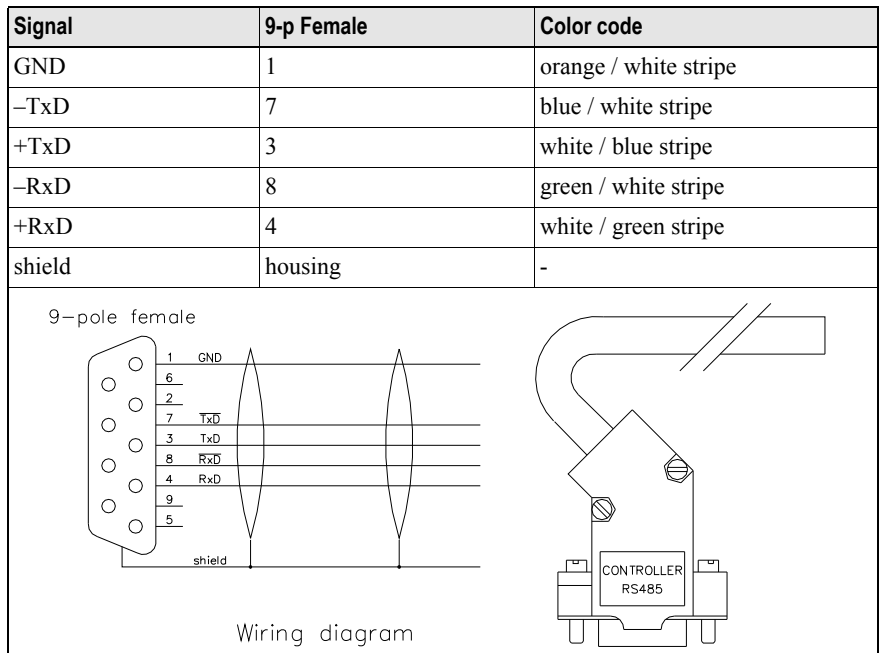 Signal 9-p Female Color code
GND 1 orange / white stripe
–TxD 7 blue / white stripe
+TxD 3 white / blue stripe
–RxD 8 green / white stripe
+RxD 4 white / green stripe
shield housing -
9-pole female
1 GND
6
2
7 TxD
3 TxD
8 RxD
4 RxD
9
5
shield
CONTROLLER
RS485
Wiring diagram